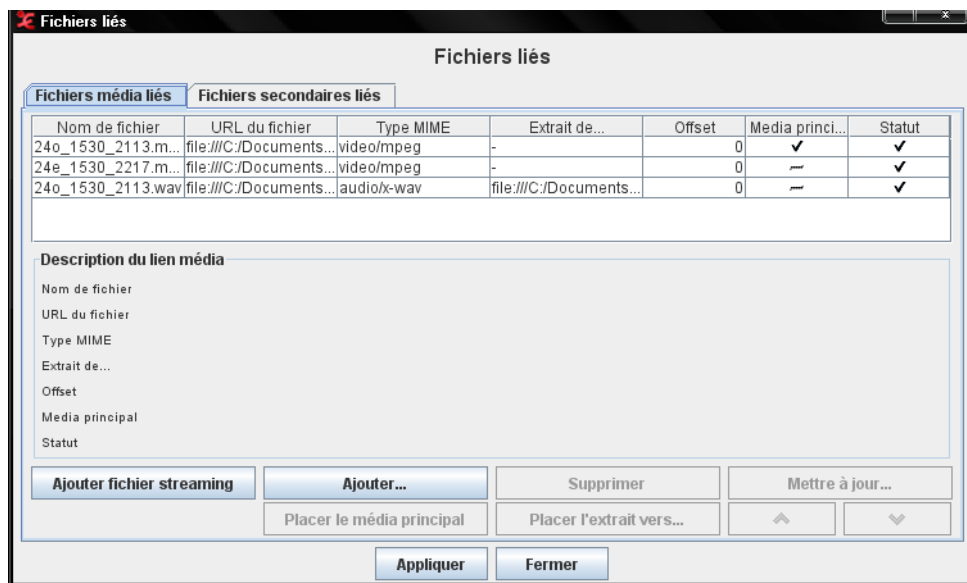 Fichiers liés
Fichiers liés
Fichiers média liés Fichiers secondaires liés
Nom de fichier URL du fichier Type MIME Extrait de... Offset Media princi... Statut
24o_1530_2113.m... file:///C:/Documents... video/mpeg - 0
24e_1530_2217.m... file:///C:/Documents... video/mpeg - 0
24o_1530_2113.wav file:///C:/Documents... audio/x-wav file:///C:/Documents... 0
Description du lien média
Nom de fichier
URL du fichier
Type MIME
Extrait de...
Offset
Media principal
Statut
Ajouter fichier streaming Ajouter... Supprimer Mettre à jour...
Placer le média principal Placer l'extrait vers...
Appliquer Fermer